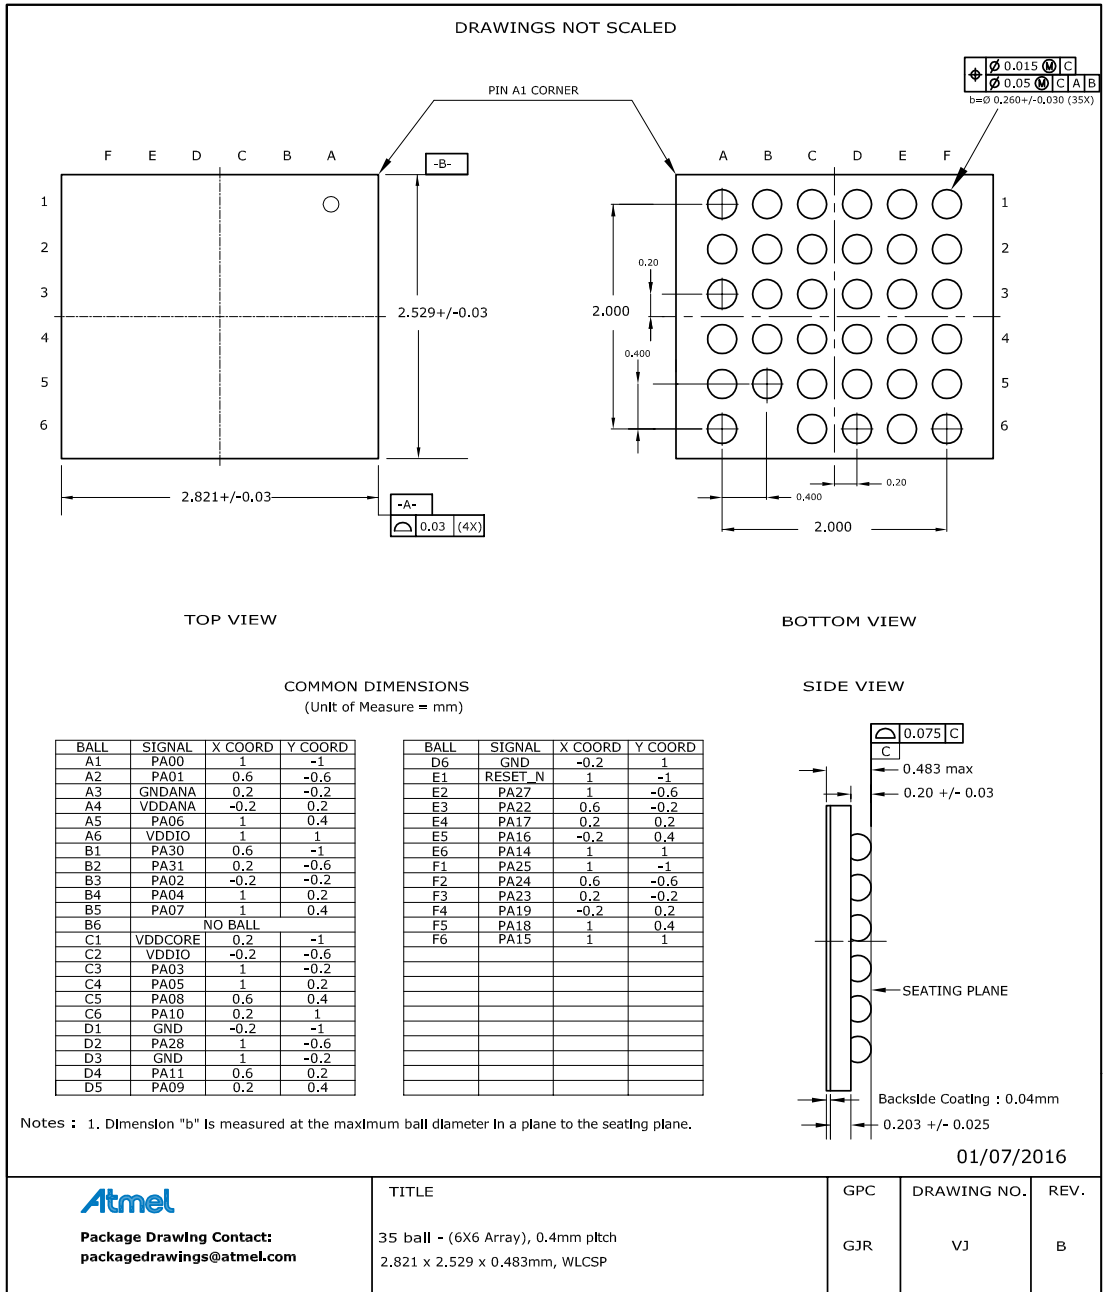 DRAWINGS NOT SCALED
⌀ 0.015 Ⓜ C
⌀ 0.05 Ⓜ C A B
b=Ø 0.260+/-0.030 (35X)
PIN A1 CORNER
F E D C B A
-B-
A B C D E F
1
2
3
4
5
6
2.529+/-0.03
2.821+/-0.03
-A-
0.03 (4X)
1
2
3
4
5
6
0.20
2.000
0.400
0.20
0.400
2.000
TOP VIEW
BOTTOM VIEW
COMMON DIMENSIONS
(Unit of Measure = mm)
SIDE VIEW
BALL SIGNAL X COORD Y COORD
A1 PA00 1 -1
A2 PA01 0.6 -0.6
A3 GNDANA 0.2 -0.2
A4 VDDANA -0.2 0.2
A5 PA06 1 0.4
A6 VDDIO 1 1
B1 PA30 0.6 -1
B2 PA31 0.2 -0.6
B3 PA02 -0.2 -0.2
B4 PA04 1 0.2
B5 PA07 1 0.4
B6 NO BALL
C1 VDDCORE 0.2 -1
C2 VDDIO -0.2 -0.6
C3 PA03 1 -0.2
C4 PA05 1 0.2
C5 PA08 0.6 0.4
C6 PA10 0.2 1
D1 GND -0.2 -1
D2 PA28 1 -0.6
D3 GND 1 -0.2
D4 PA11 0.6 0.2
D5 PA09 0.2 0.4
BALL SIGNAL X COORD Y COORD
D6 GND -0.2 1
E1 RESET_N 1 -1
E2 PA27 1 -0.6
E3 PA22 0.6 -0.2
E4 PA17 0.2 0.2
E5 PA16 -0.2 0.4
E6 PA14 1 1
F1 PA25 1 -1
F2 PA24 0.6 -0.6
F3 PA23 0.2 -0.2
F4 PA19 -0.2 0.2
F5 PA18 1 0.4
F6 PA15 1 1
0.075 C
C
0.483 max
0.20 +/- 0.03
SEATING PLANE
Backside Coating : 0.04mm
0.203 +/- 0.025
Notes : 1. Dimension "b" is measured at the maximum ball diameter in a plane to the seating plane.
01/07/2016
Atmel
Package Drawing Contact:
packagedrawings@atmel.com
TITLE
35 ball - (6X6 Array), 0.4mm pitch
2.821 x 2.529 x 0.483mm, WLCSP
GPC
GJR
DRAWING NO.
VJ
REV.
B